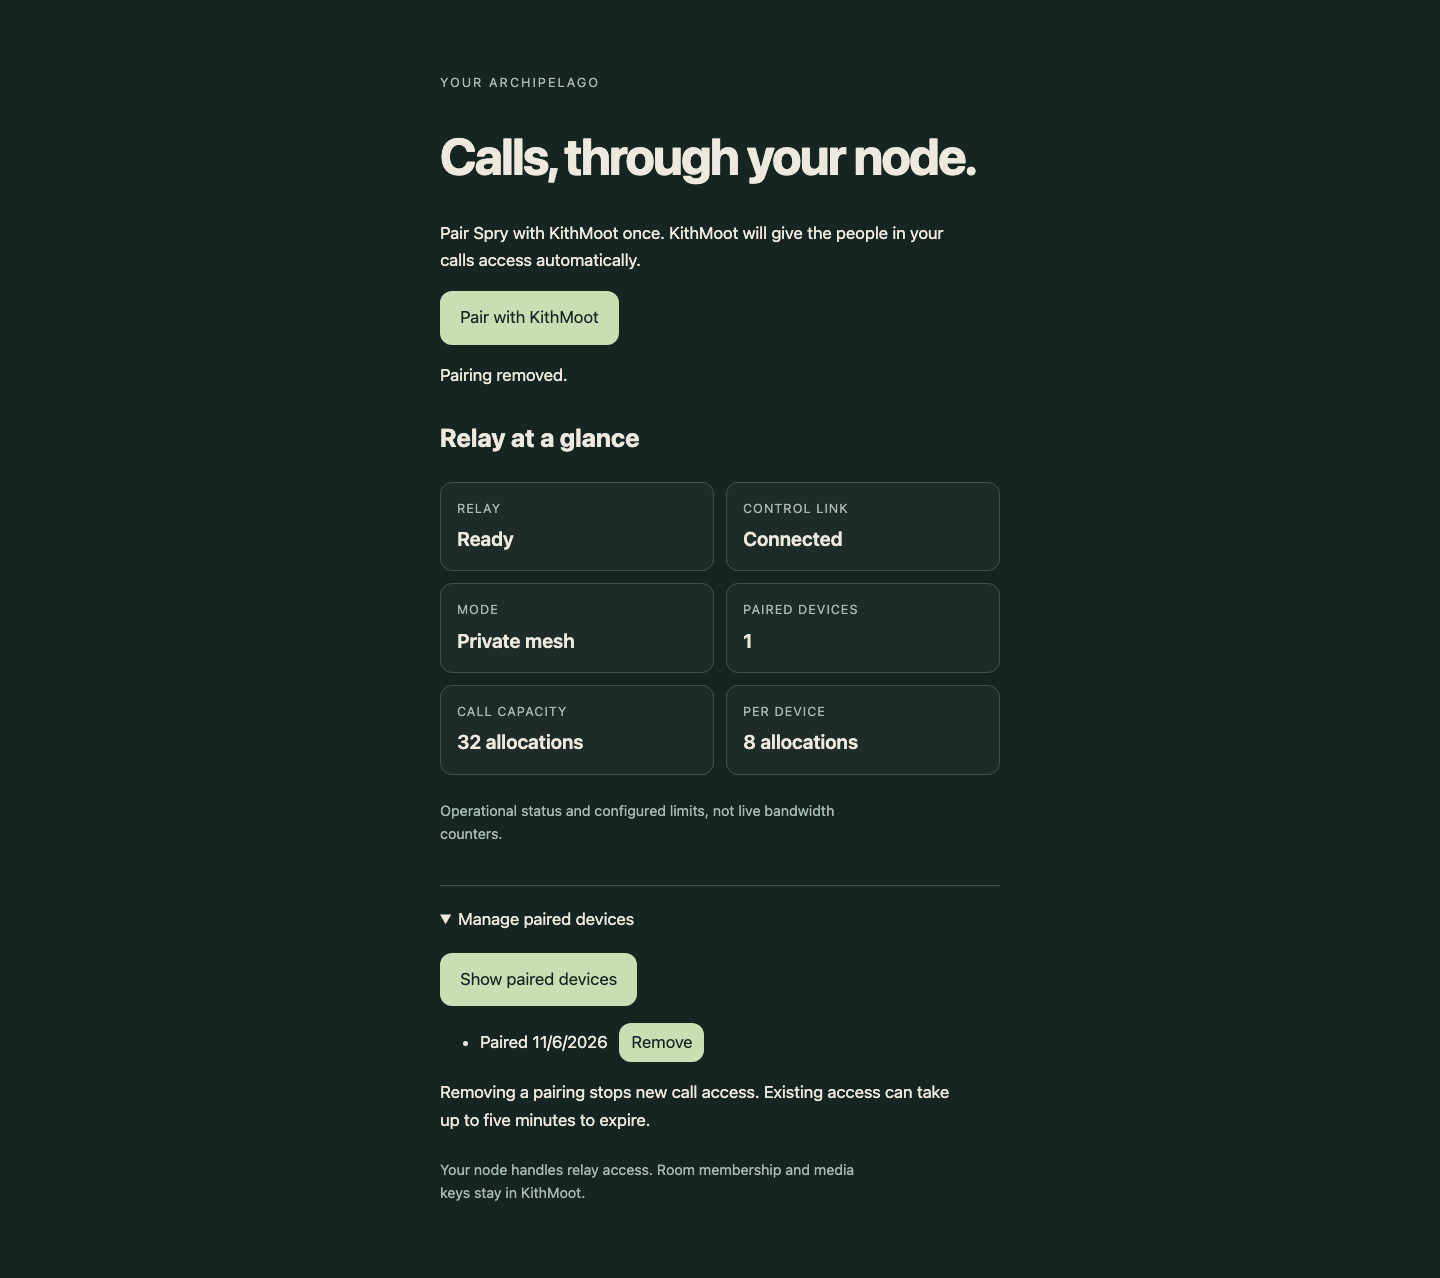 YOUR ARCHIPELAGO
Calls, through your node.
Pair Spry with KithMoot once. KithMoot will give the people in your
calls access automatically.
Pair with KithMoot
Pairing removed.
Relay at a glance
RELAY
Ready
CONTROL LINK
Connected
MODE
Private mesh
PAIRED DEVICES
1
CALL CAPACITY
32 allocations
PER DEVICE
8 allocations
Operational status and configured limits, not live bandwidth
counters.
Manage paired devices
Show paired devices
Paired 11/6/2026
Remove
Removing a pairing stops new call access. Existing access can take
up to five minutes to expire.
Your node handles relay access. Room membership and media
keys stay in KithMoot.